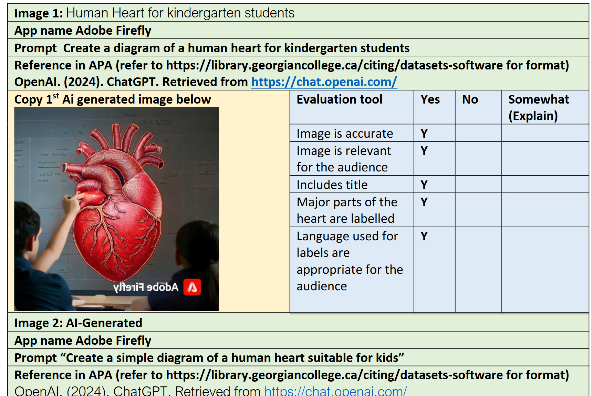 Image 1: Human Heart for kindergarten students
App name Adobe Firefly
Prompt  Create a diagram of a human heart for kindergarten students
Reference in APA (refer to https://library.georgiancollege.ca/citing/datasets-software for format)
OpenAI. (2024). ChatGPT. Retrieved from https://chat.openai.com/
Copy 1st Ai generated image below
Evaluation tool Yes No Somewhat
(Explain)
Image is accurate Y
Image is relevant Y
for the audience
Includes title Y
Major parts of the Y
heart are labelled
Language used for Y
labels are
appropriate for the
audience
Adobe Firefly
Image 2: AI-Generated
App name Adobe Firefly
Prompt “Create a simple diagram of a human heart suitable for kids”
Reference in APA (refer to https://library.georgiancollege.ca/citing/datasets-software for format)
OpenAI. (2024). ChatGPT. Retrieved from https://chat.openai.com/